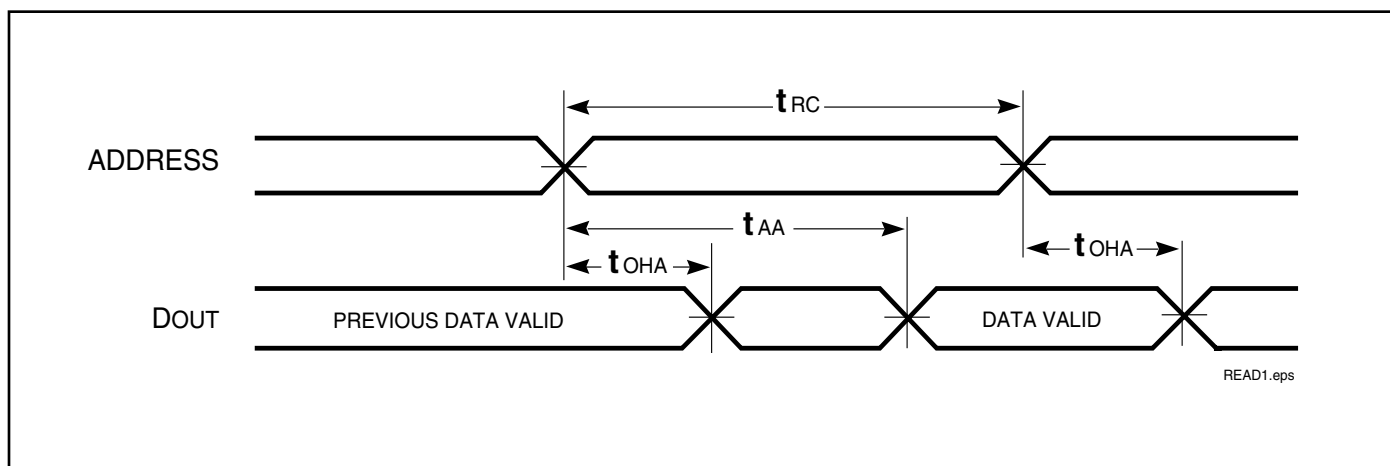 tRC
ADDRESS
tAA
tOHA
tOHA
DOUT
PREVIOUS DATA VALID
DATA VALID
READ1.eps